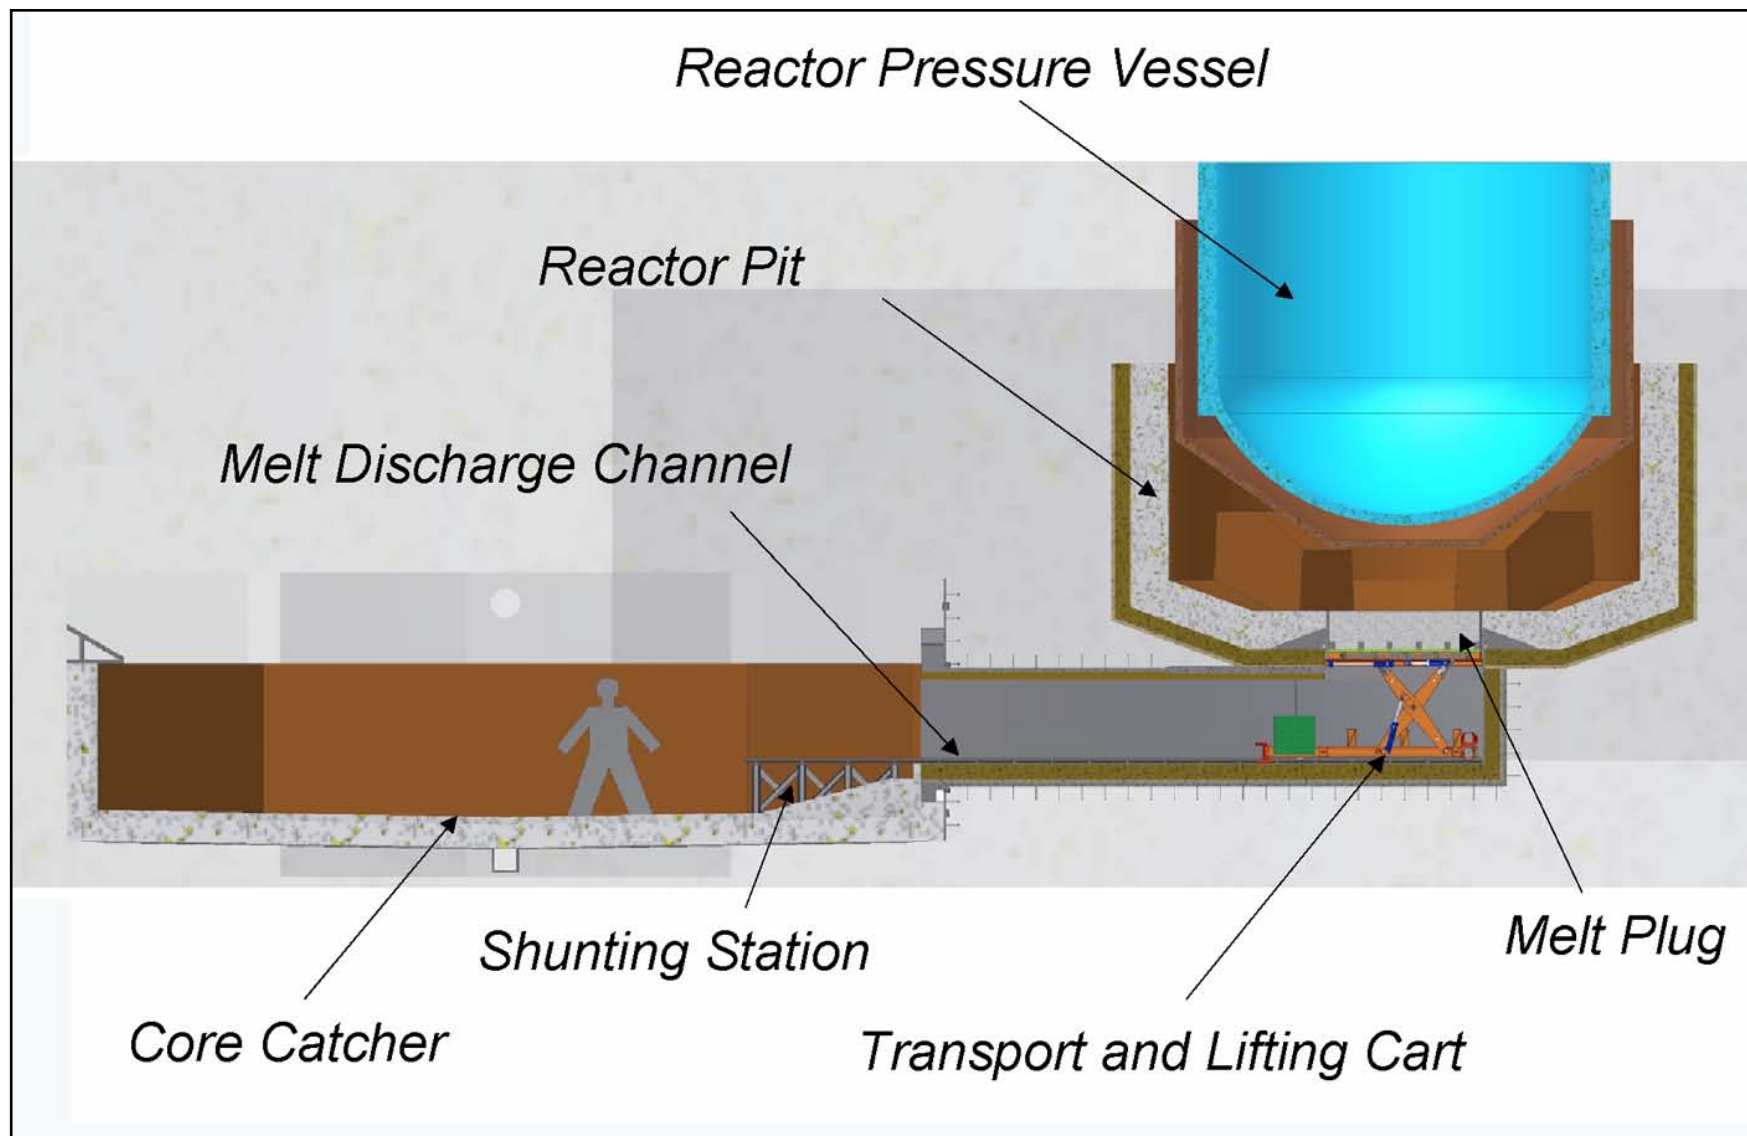 Reactor Pressure Vessel
Reactor Pit
Melt Discharge Channel
Shunting Station
Melt Plug
Core Catcher
Transport and Lifting Cart